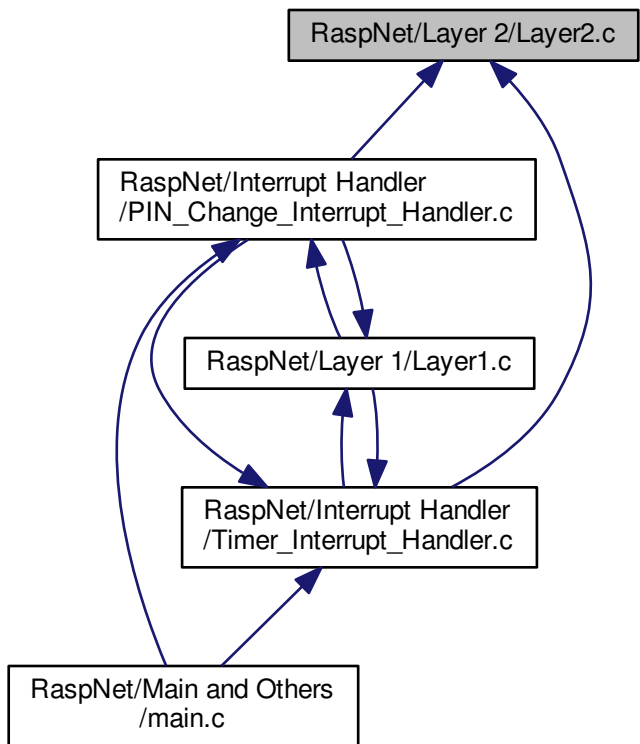 RaspNet/Layer 2/Layer2.c
RaspNet/Interrupt Handler
/PIN_Change_Interrupt_Handler.c
RaspNet/Layer 1/Layer1.c
RaspNet/Interrupt Handler
/Timer_Interrupt_Handler.c
RaspNet/Main and Others
/main.c